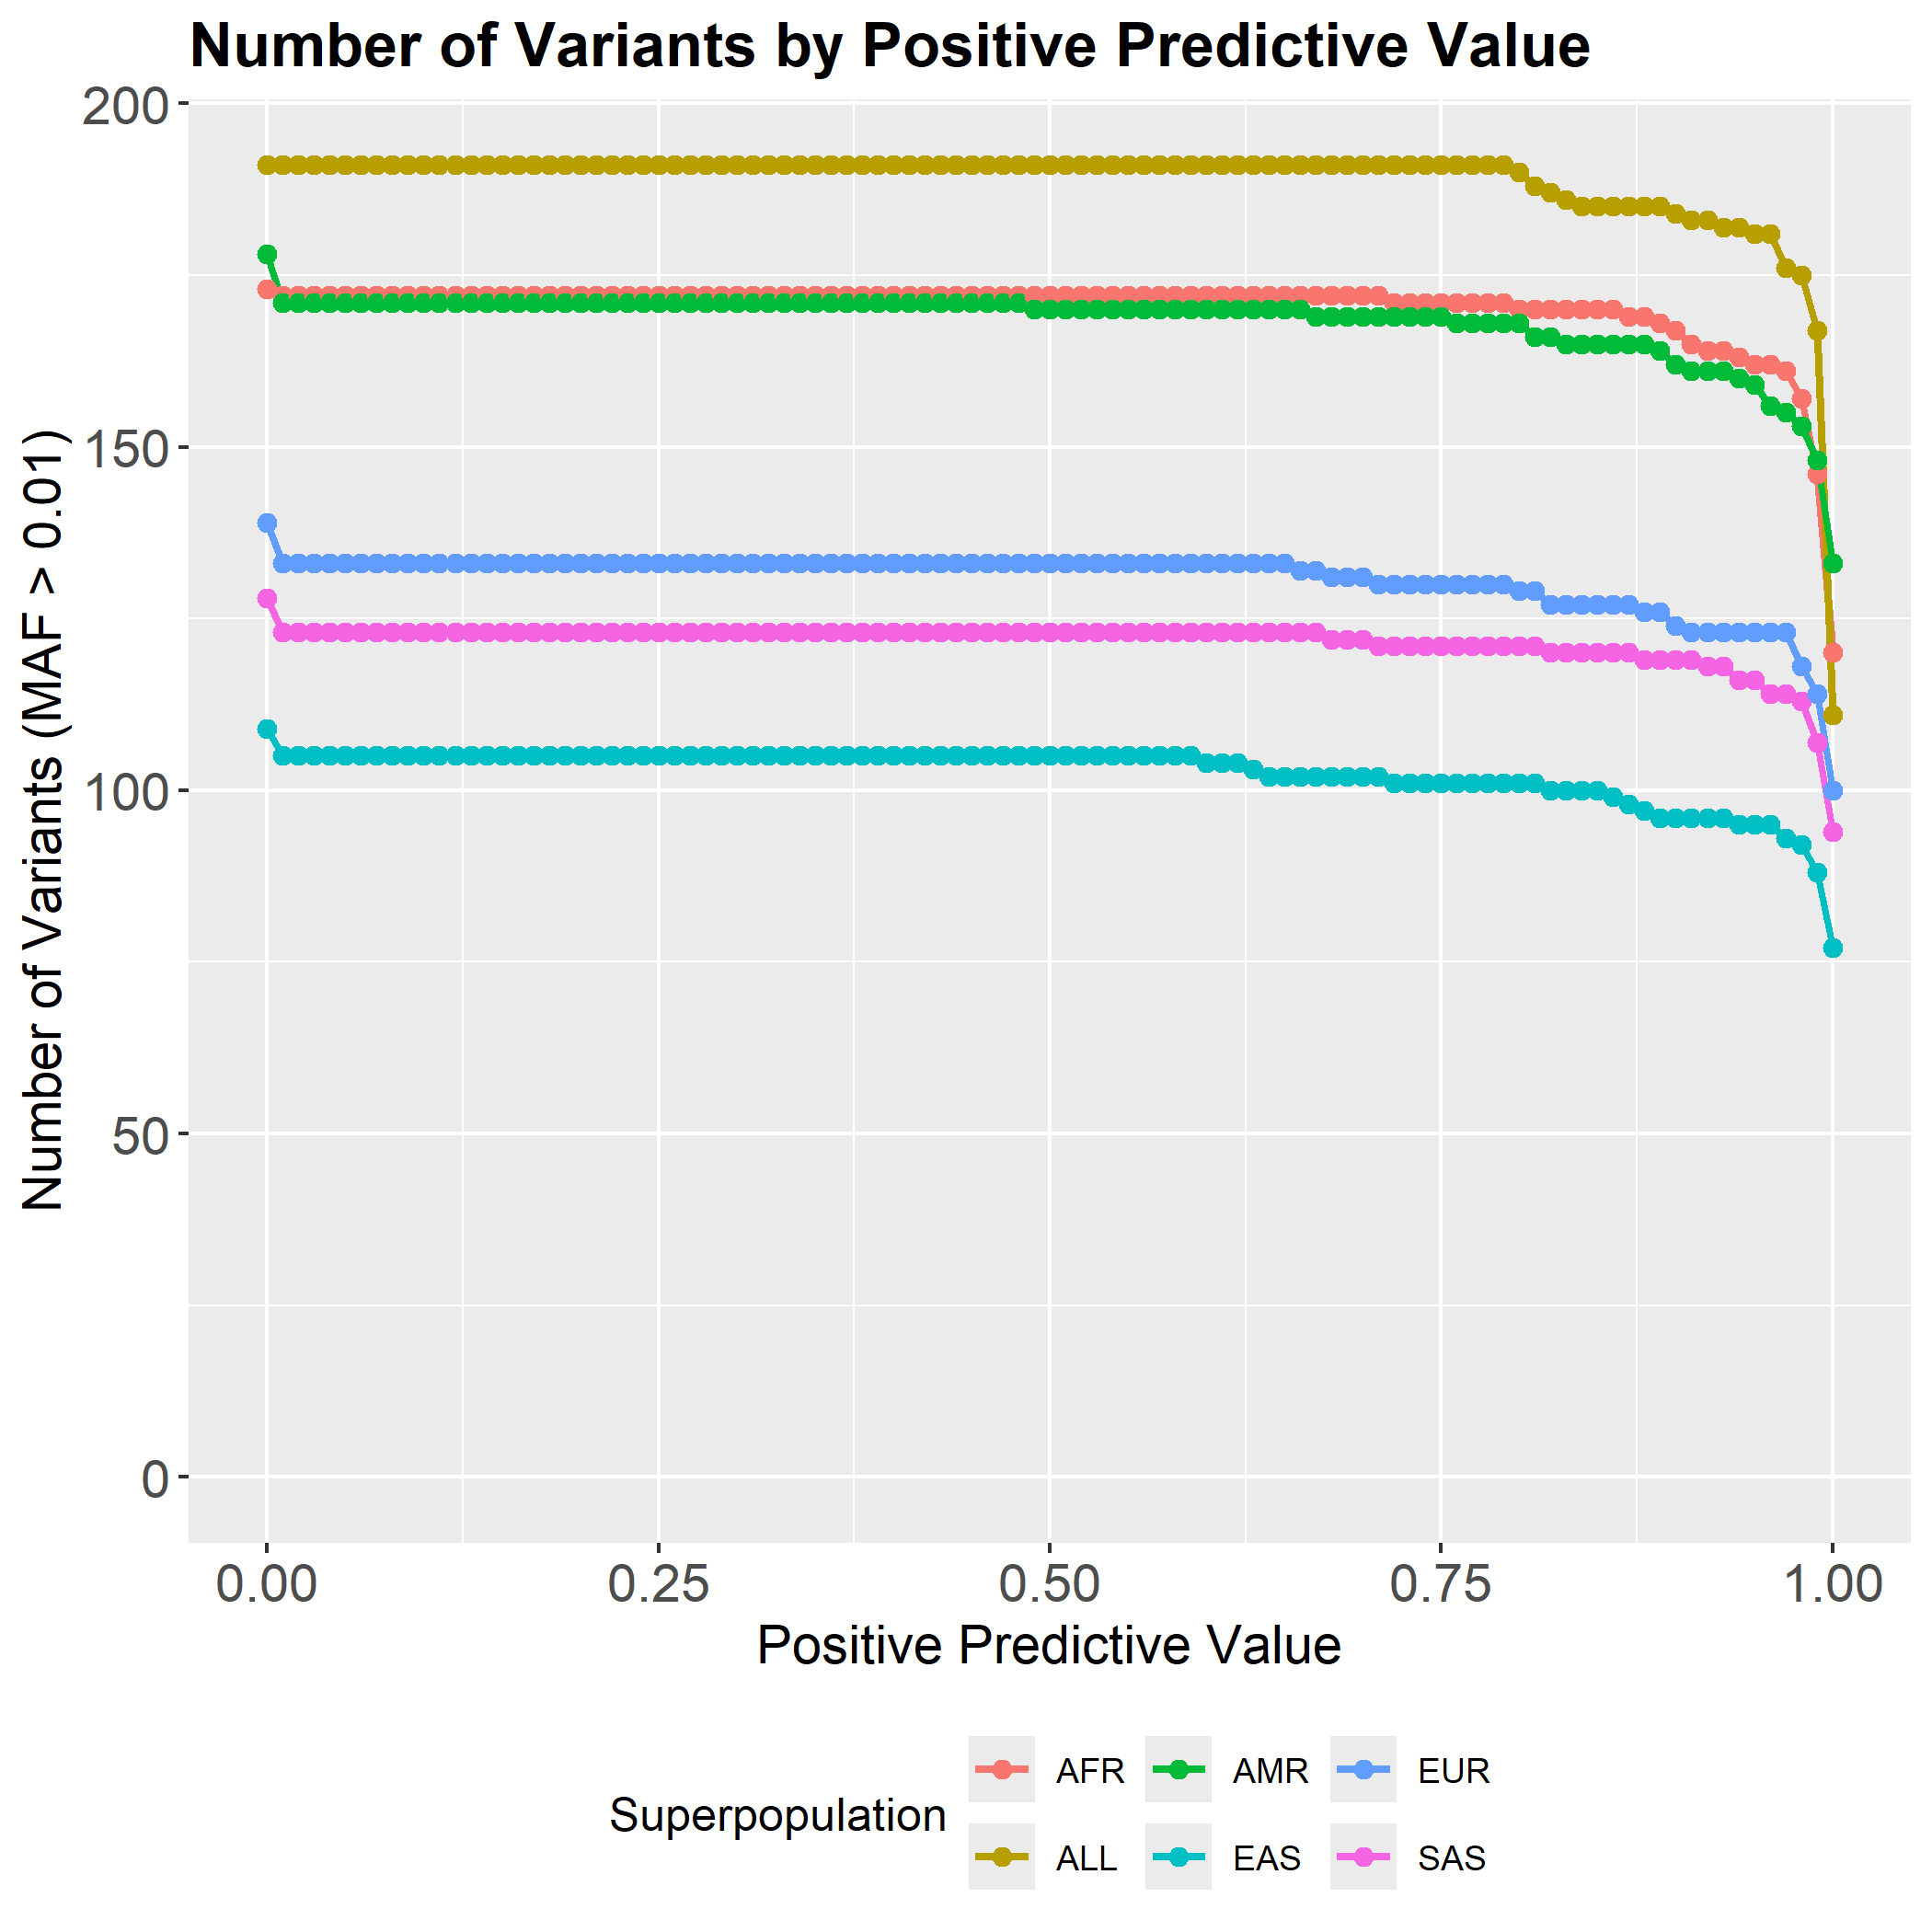 Number of Variants by Positive Predictive Value
Number of Variants (MAF > 0.01)
200
150
100
50
0
0.00 0.25 0.50 0.75 1.00
Positive Predictive Value
Superpopulation
AFR AMR EUR
ALL EAS SAS